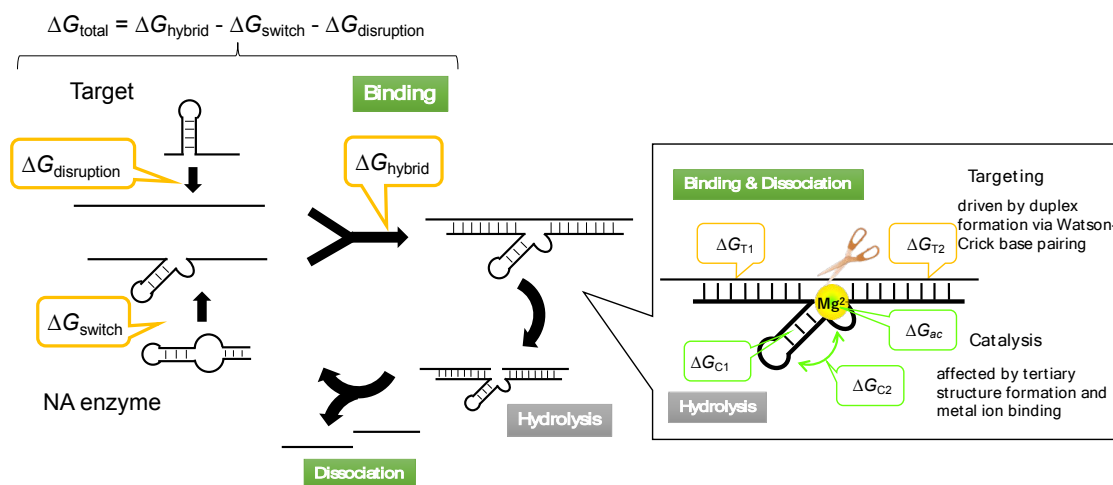 ΔGtotal = ΔGhybrid - ΔGswitch - ΔGdisruption
Target
Binding
ΔGdisruption
ΔGhybrid
ΔGswitch
NA enzyme
Hydrolysis
Dissociation
Binding & Dissociation
Targeting
driven by duplex
formation via Watson-
Crick base pairing
ΔGT1
ΔGT2
Mg2
ΔGac
Catalysis
ΔGC1
ΔGC2
affected by tertiary
structure formation and
metal ion binding
Hydrolysis